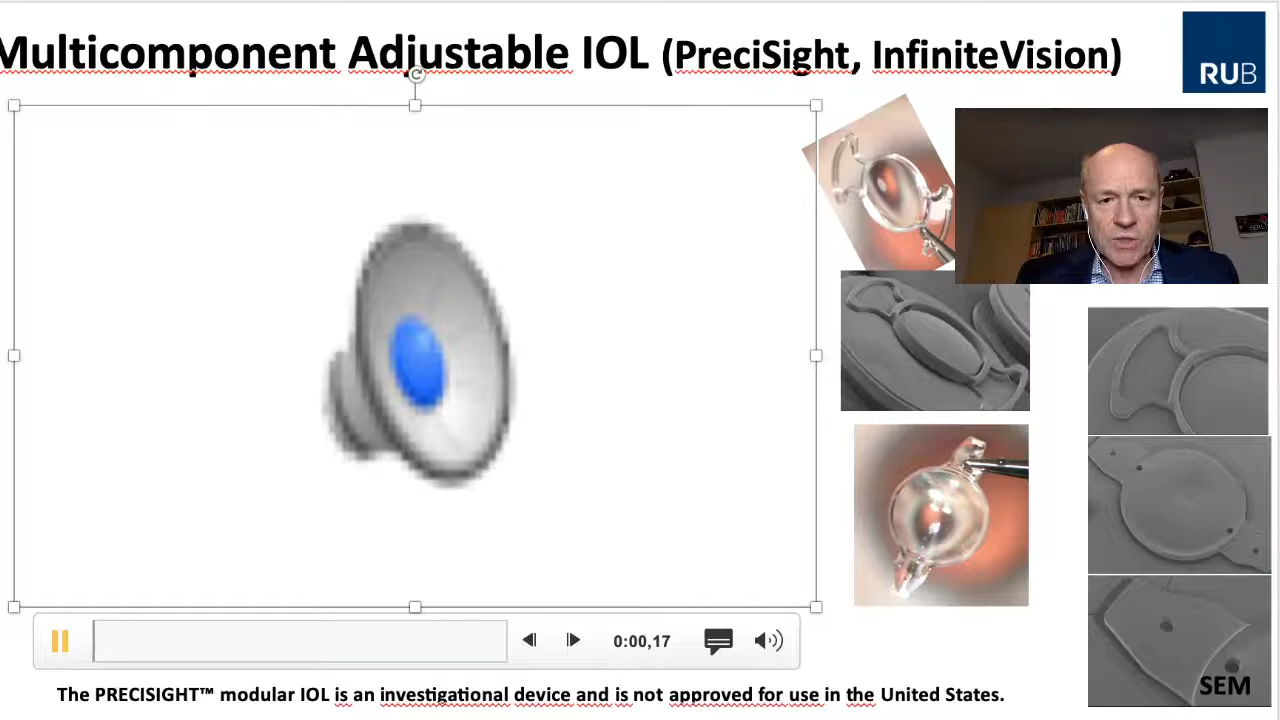 Multicomponent Adjustable IOL (PreciSight, InfiniteVision)
RUB
0:00,17
The PRECISIGHT™ modular IOL is an investigational device and is not approved for use in the United States.
SEM